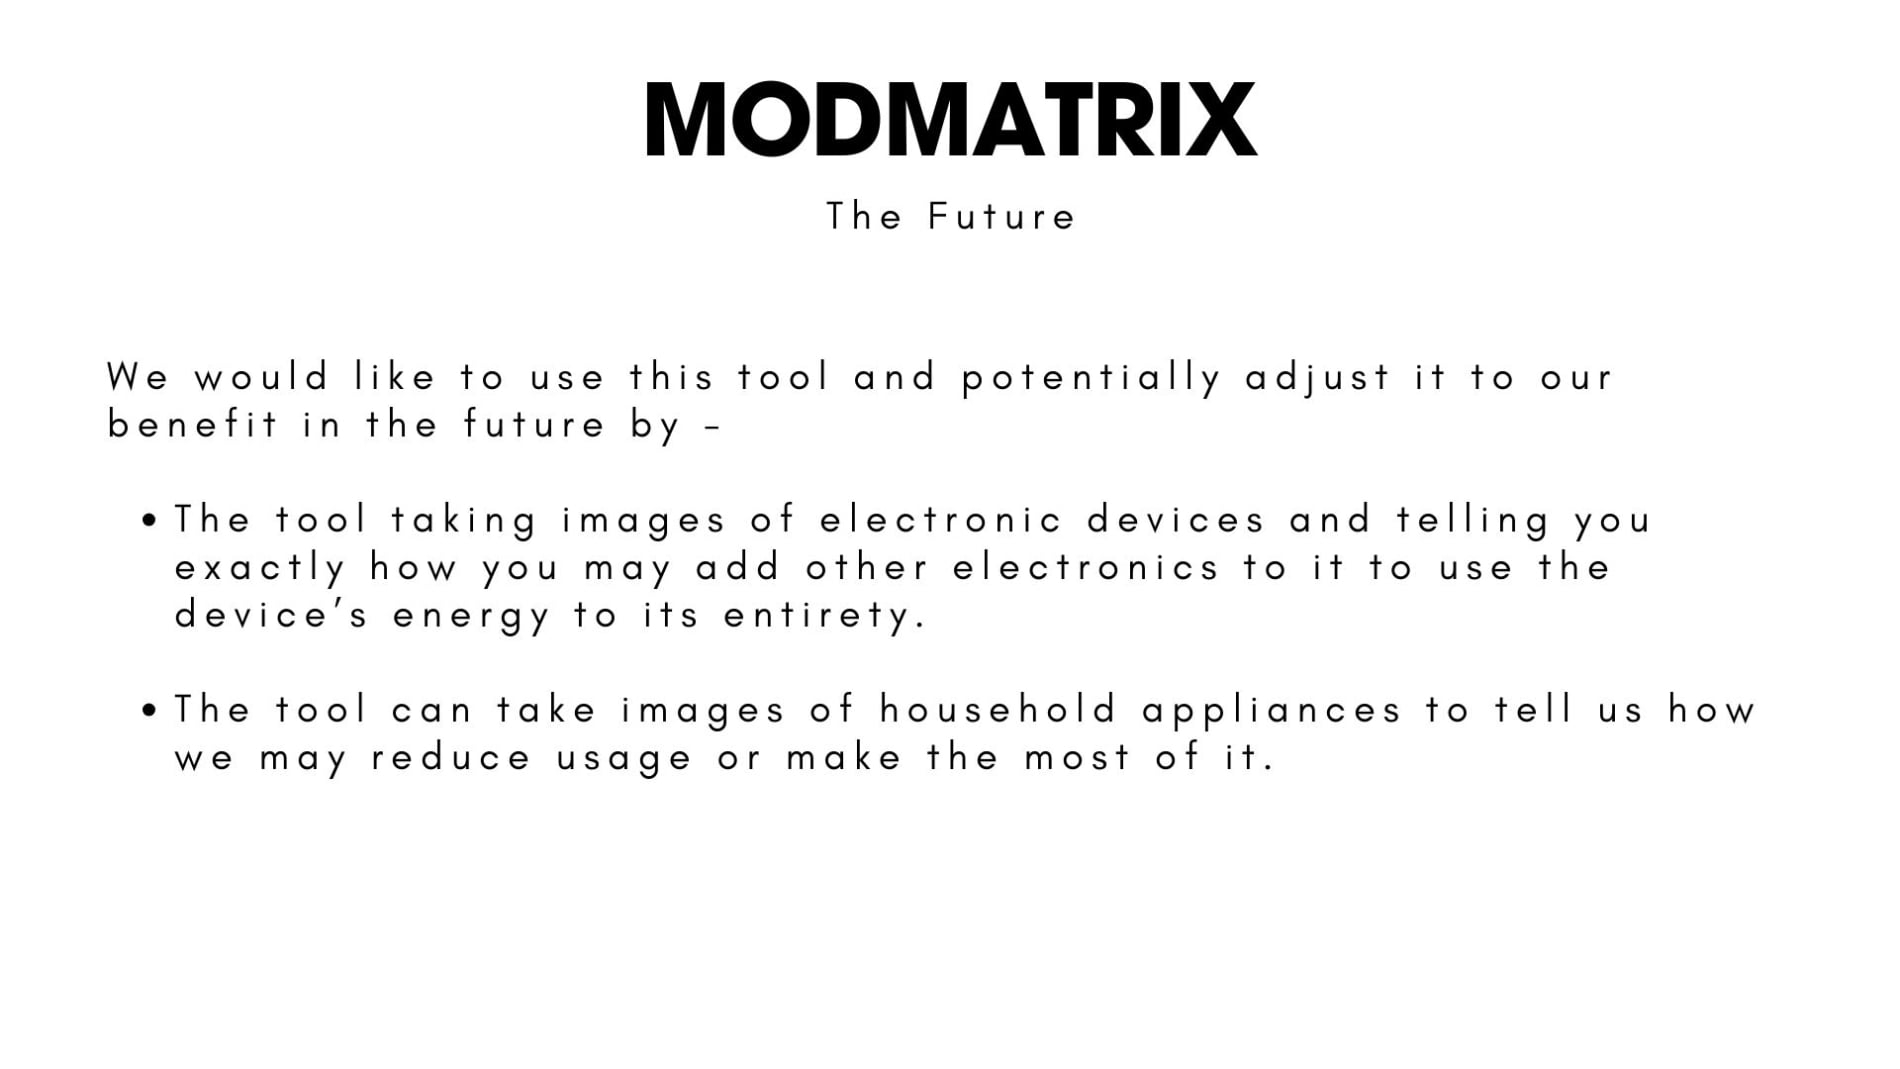 MODMATRIX
The Future
We would like to use this tool and potentially adjust it to our
benefit in the future by -
• The tool taking images of electronic devices and telling you
exactly how you may add other electronics to it to use the
device's energy to its entirety.
• The tool can take images of household appliances to tell us how
we may reduce usage or make the most of it.